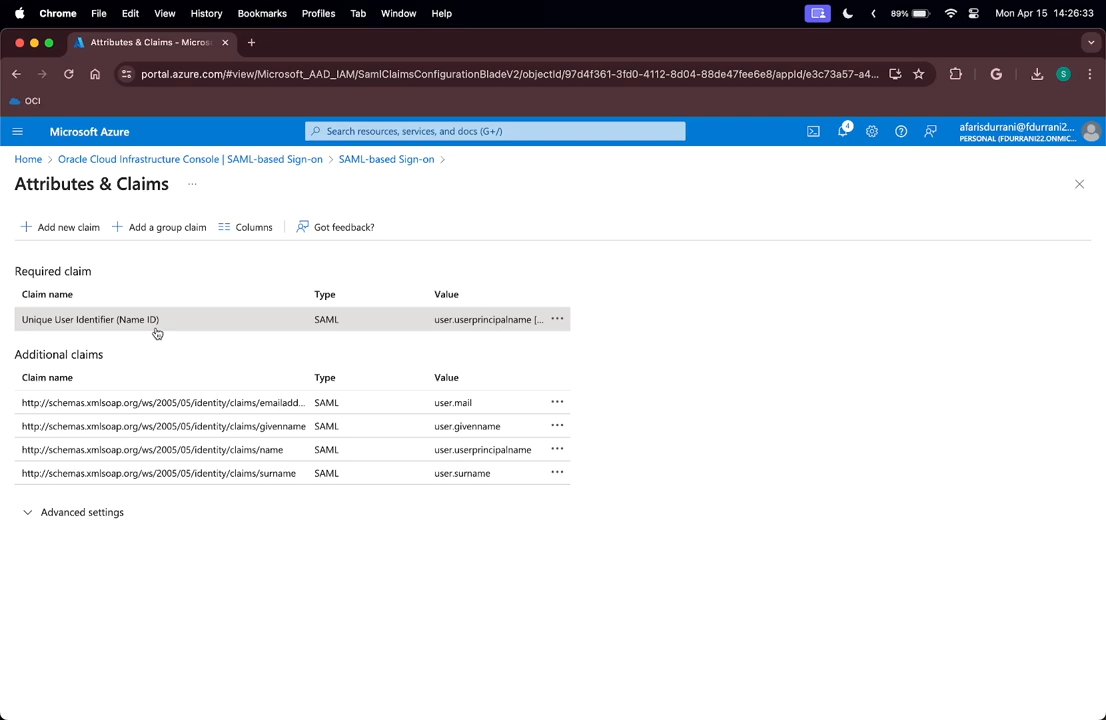 Chrome File Edit View History Bookmarks Profiles Tab Window Help 89% Mon Apr 15 14:26:33
Attributes & Claims - Micros
portal.azure.com/#view/Microsoft_AAD_IAM/SamlClaimsConfigurationBladeV2/objectId/97d4f361-3fd0-4112-8d04-88de47fee6e8/appId/e3c73a57-a4... G S
OCI
Microsoft Azure Search resources, services, and docs (G+/) 4 afarisdurrani@fdurrani2...
PERSONAL (FDURRANI22.ONMIC...
Home > Oracle Cloud Infrastructure Console | SAML-based Sign-on > SAML-based Sign-on >
Attributes & Claims ...
Add new claim Add a group claim Columns Got feedback?
Required claim
Claim name Type Value
Unique User Identifier (Name ID) SAML user.userprincipalname [... ...
Additional claims
Claim name Type Value
http://schemas.xmlsoap.org/ws/2005/05/identity/claims/emailadd... SAML user.mail ...
http://schemas.xmlsoap.org/ws/2005/05/identity/claims/givenname SAML user.givenname ...
http://schemas.xmlsoap.org/ws/2005/05/identity/claims/name SAML user.userprincipalname ...
http://schemas.xmlsoap.org/ws/2005/05/identity/claims/surname SAML user.surname ...
Advanced settings